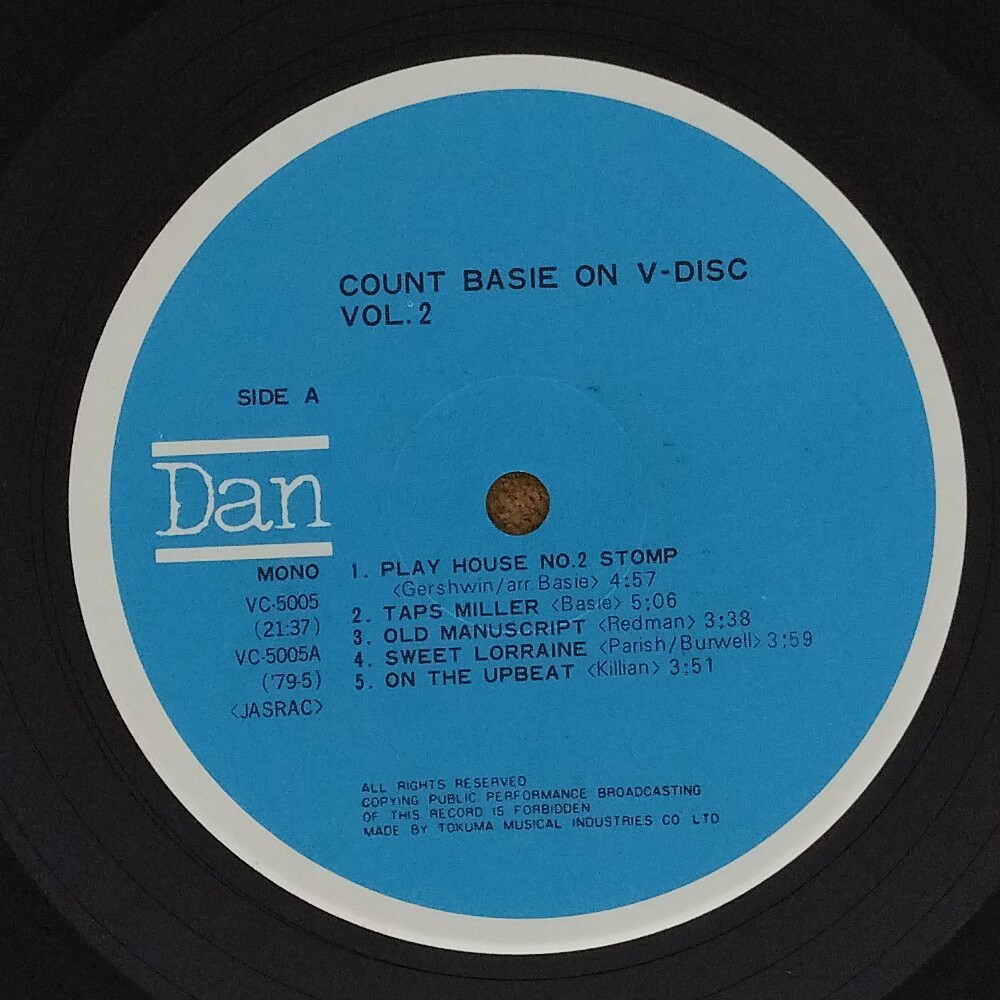 COUNT BASIE ON V-DISC
VOL.2
SIDE A
Dan
MONO
VC-5005
(21:37)
VC-5005A
('79·5)
<JASRAC>
1. PLAY HOUSE NO.2 STOMP
<Gershwin/arr. Basie> 4:57
2. TAPS MILLER <Basie> 5:06
3. OLD MANUSCRIPT <Redman> 3:38
4. SWEET LORRAINE <Parish/Burwell> 3:59
5. ON THE UPBEAT <Killian> 3:51
ALL RIGHTS RESERVED
COPYING PUBLIC PERFORMANCE BROADCASTING
OF THIS RECORD IS FORBIDDEN
MADE BY TOKUMA MUSICAL INDUSTRIES CO LTD